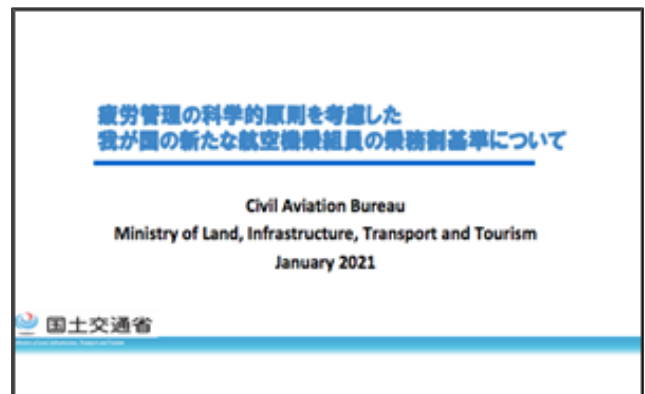 疲労管理の科学的原則を考慮した
我が国の新たな航空機乗組員の乗務割基準について
Civil Aviation Bureau
Ministry of Land, Infrastructure, Transport and Tourism
January 2021
国土交通省